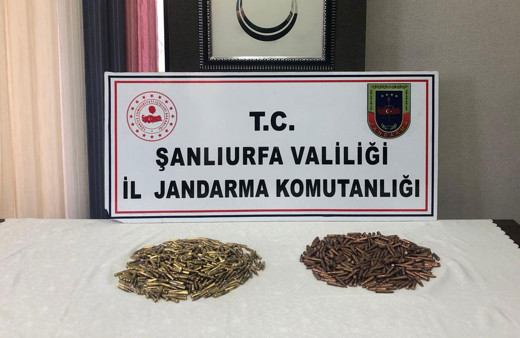 T.C.
ŞANLIURFA VALİLİĞİ
İL JANDARMA KOMUTANLIĞI